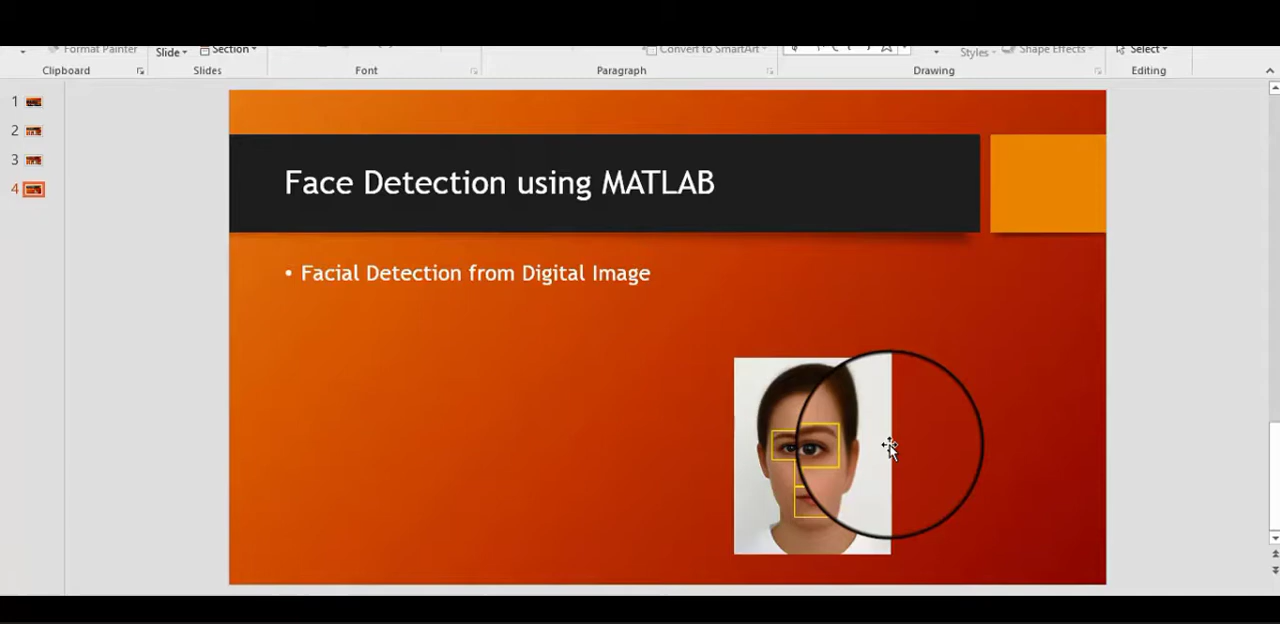 Format Painter
Slide
Section
Convert to SmartArt
Styles
Shape Effects
Select
Clipboard
Slides
Font
Paragraph
Drawing
Editing
1
2
3
4
Face Detection using MATLAB
• Facial Detection from Digital Image